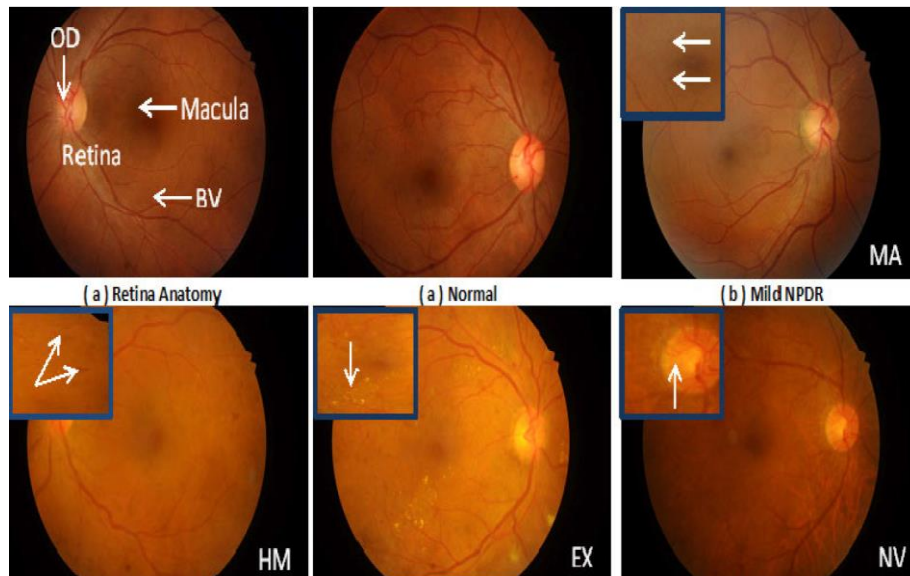 OD
Macula
Retina
BV
MA
( a ) Retina Anatomy
( a ) Normal
( b ) Mild NPDR
HM
EX
NV